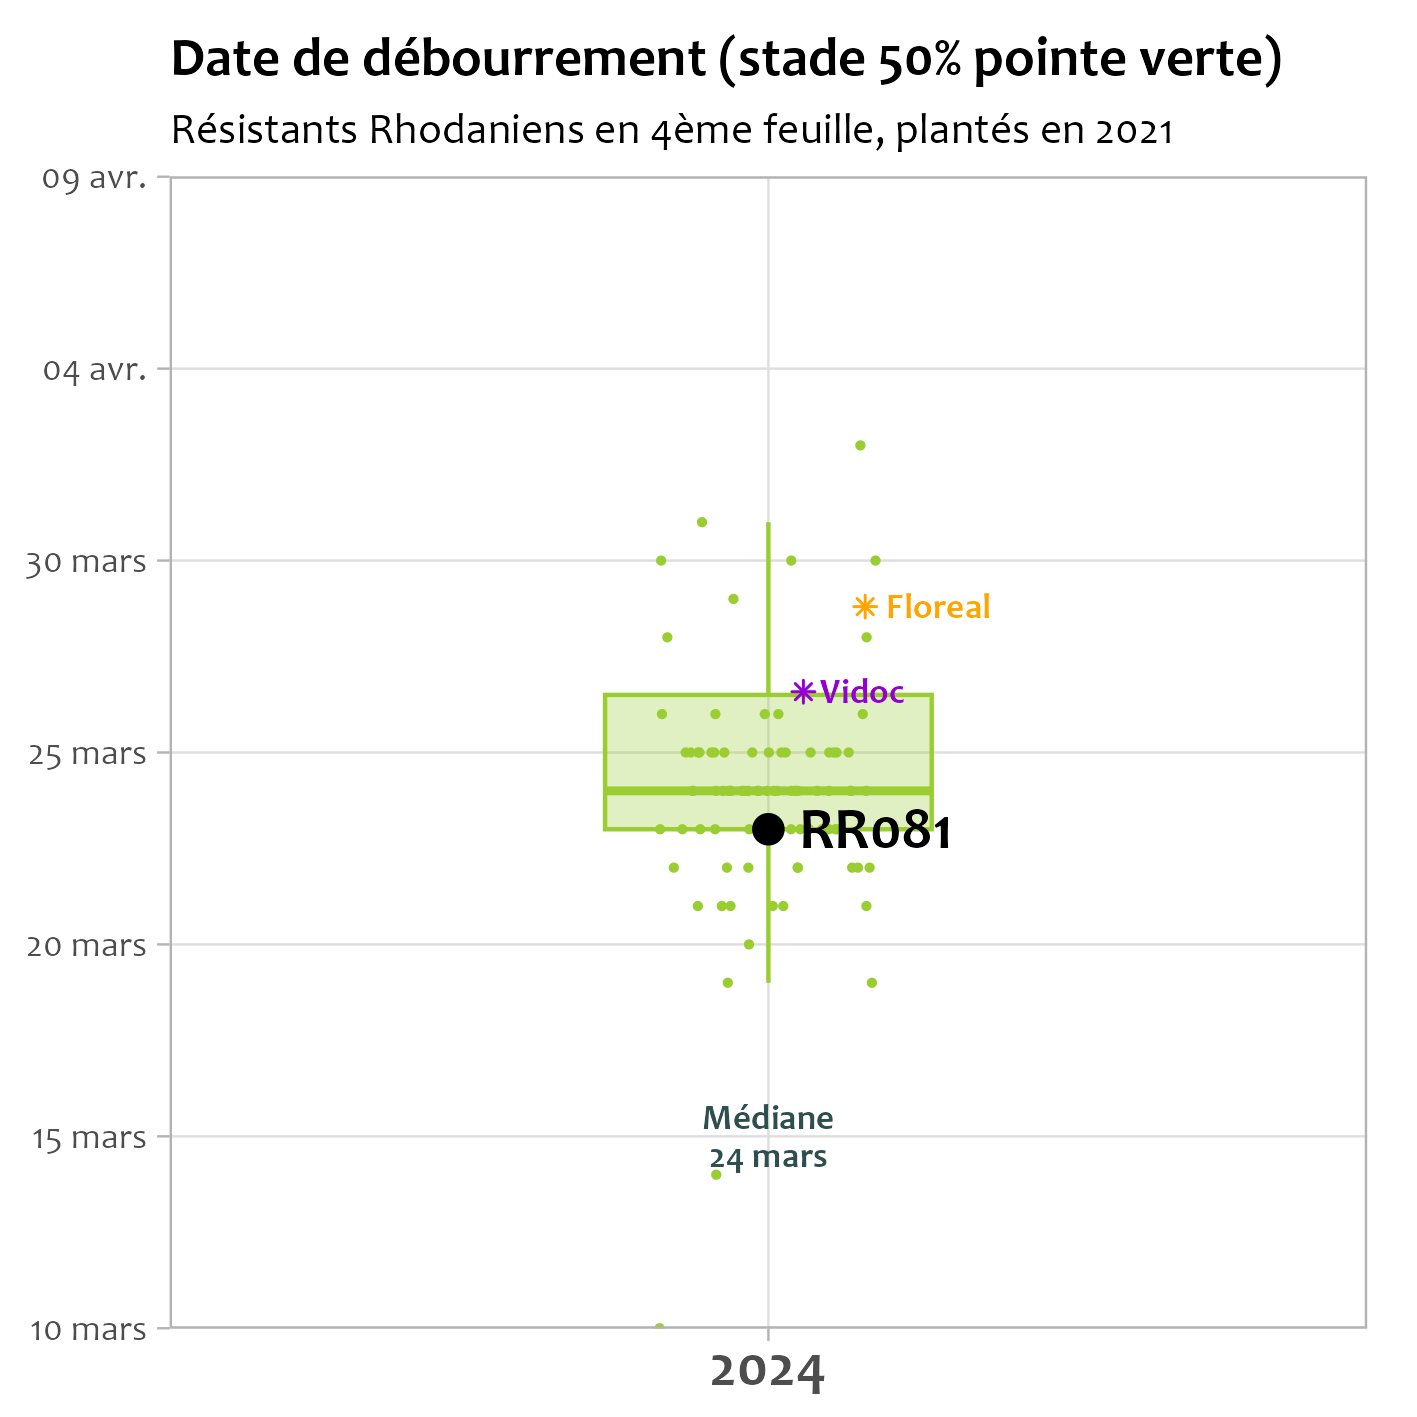 Date de débourrement (stade 50% pointe verte)
Résistants Rhodaniens en 4ème feuille, plantés en 2021
09 avr.
04 avr.
30 mars
25 mars
20 mars
15 mars
10 mars
Floreal
Vidoc
RR081
Médiane
24 mars
2024